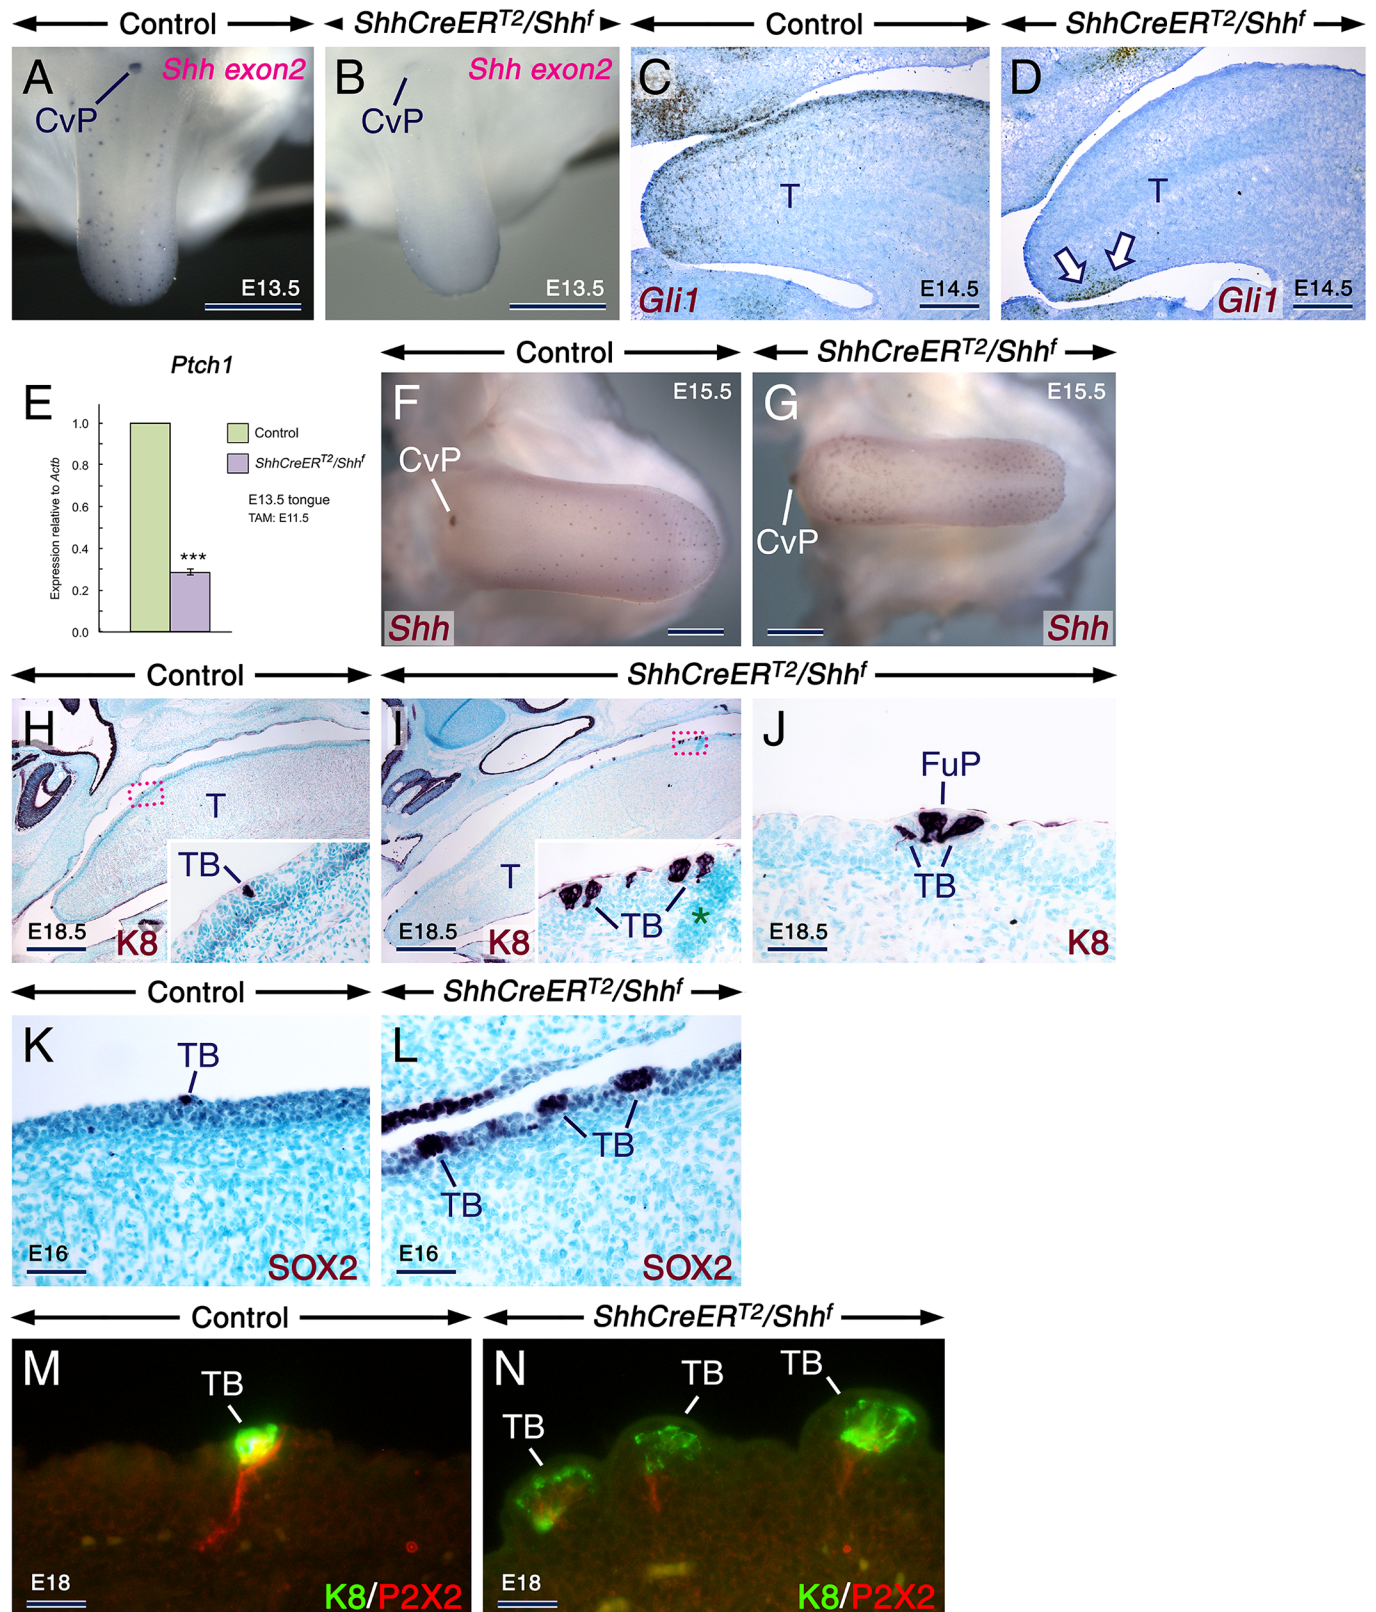 Control
ShhCreERT2/Shhf
Control
ShhCreERT2/Shhf
A
Shh exon2
CvP
E13.5
B
Shh exon2
CvP
E13.5
C
T
Gli1
E14.5
D
T
Gli1
E14.5
Control
ShhCreERT2/Shhf
E
Ptch1
Expression relative to Actb
1.0
0.8
0.6
0.4
0.2
0.0
***
Control
ShhCreERT2/Shhf
E13.5 tongue
TAM: E11.5
F
E15.5
CvP
Shh
G
E15.5
CvP
Shh
Control
ShhCreERT2/Shhf
H
T
TB
E18.5
K8
I
T
TB
*
E18.5
K8
J
FuP
TB
E18.5
K8
Control
ShhCreERT2/Shhf
K
TB
E16
SOX2
L
TB
TB
E16
SOX2
Control
ShhCreERT2/Shhf
M
TB
E18
K8/P2X2
N
TB
TB
TB
E18
K8/P2X2